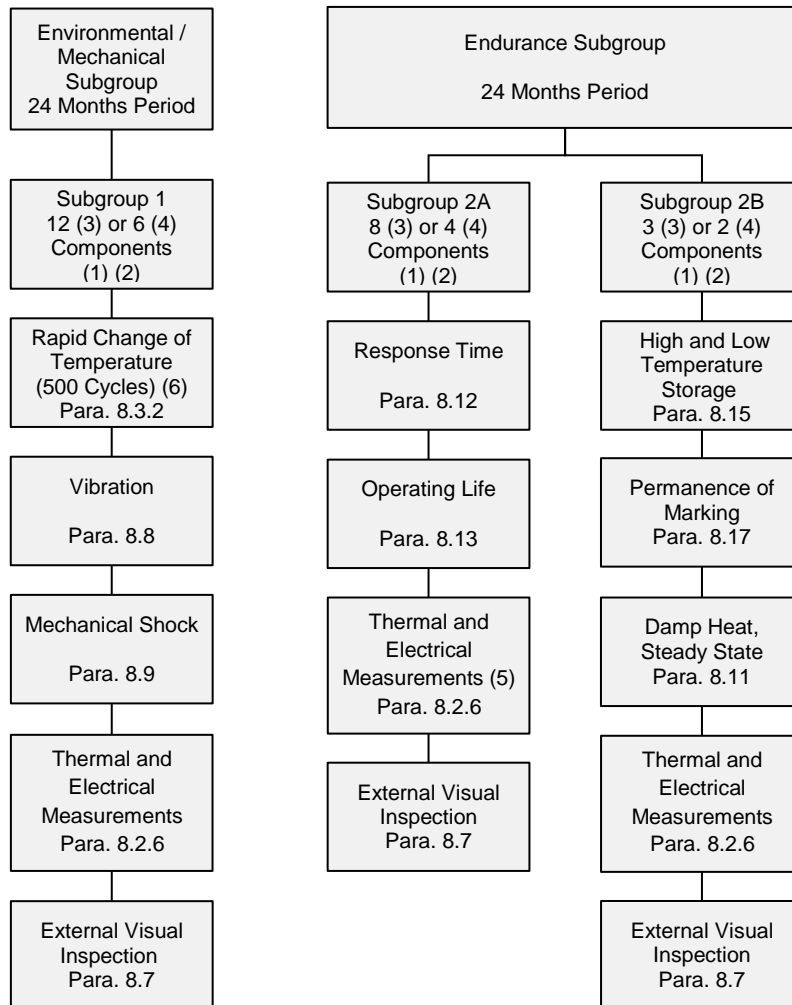 Environmental /
Mechanical
Subgroup
24 Months Period
Subgroup 1
12 (3) or 6 (4)
Components
(1) (2)
Rapid Change of
Temperature
(500 Cycles) (6)
Para. 8.3.2
Vibration
Para. 8.8
Mechanical Shock
Para. 8.9
Thermal and
Electrical
Measurements
Para. 8.2.6
External Visual
Inspection
Para. 8.7
Endurance Subgroup
24 Months Period
Subgroup 2A
8 (3) or 4 (4)
Components
(1) (2)
Response Time
Para. 8.12
Operating Life
Para. 8.13
Thermal and
Electrical
Measurements (5)
Para. 8.2.6
External Visual
Inspection
Para. 8.7
Subgroup 2B
3 (3) or 2 (4)
Components
(1) (2)
High and Low
Temperature
Storage
Para. 8.15
Permanence of
Marking
Para. 8.17
Damp Heat,
Steady State
Para. 8.11
Thermal and
Electrical
Measurements
Para. 8.2.6
External Visual
Inspection
Para. 8.7